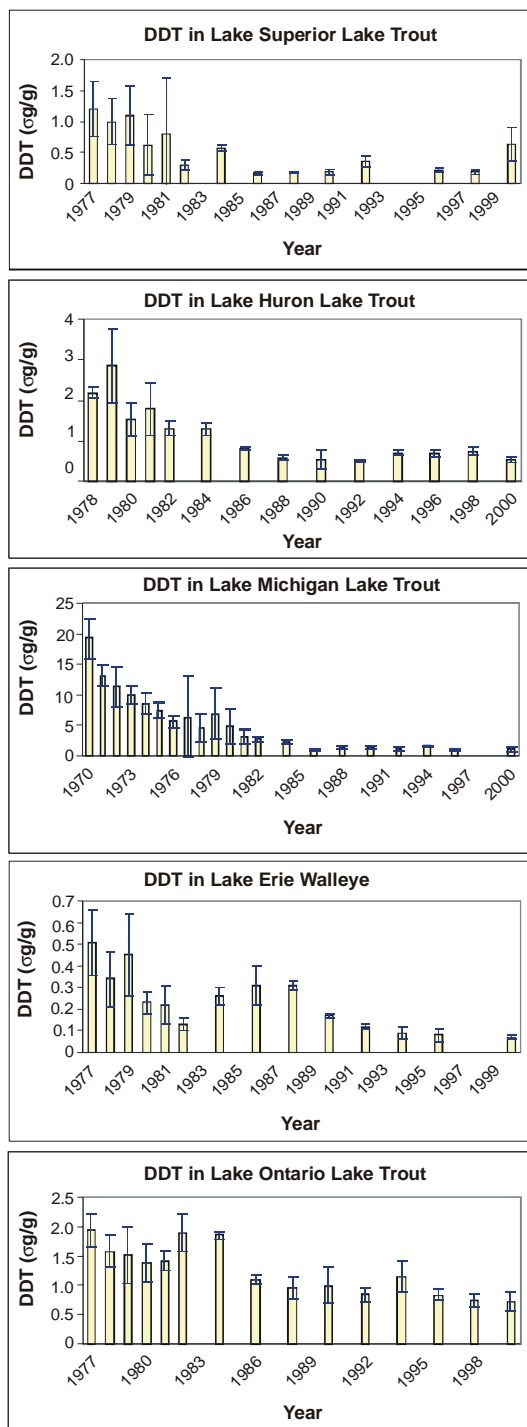 DDT in Lake Superior Lake Trout
DDT (σg/g)
2.0
1.5
1.0
0.5
0
1977 1979 1981 1983 1985 1987 1989 1991 1993 1995 1997 1999
Year
DDT in Lake Huron Lake Trout
DDT (σg/g)
4
3
2
1
0
1978 1980 1982 1984 1986 1988 1990 1992 1994 1996 1998 2000
Year
DDT in Lake Michigan Lake Trout
DDT (σg/g)
25
20
15
10
5
0
1970 1973 1976 1979 1982 1985 1988 1991 1994 1997 2000
Year
DDT in Lake Erie Walleye
DDT (σg/g)
0.7
0.6
0.5
0.4
0.3
0.2
0.1
0
1977 1979 1981 1983 1985 1987 1989 1991 1993 1995 1997 1999
Year
DDT in Lake Ontario Lake Trout
DDT (σg/g)
2.5
2.0
1.5
1.0
0.5
0
1977 1980 1983 1986 1989 1992 1995 1998
Year